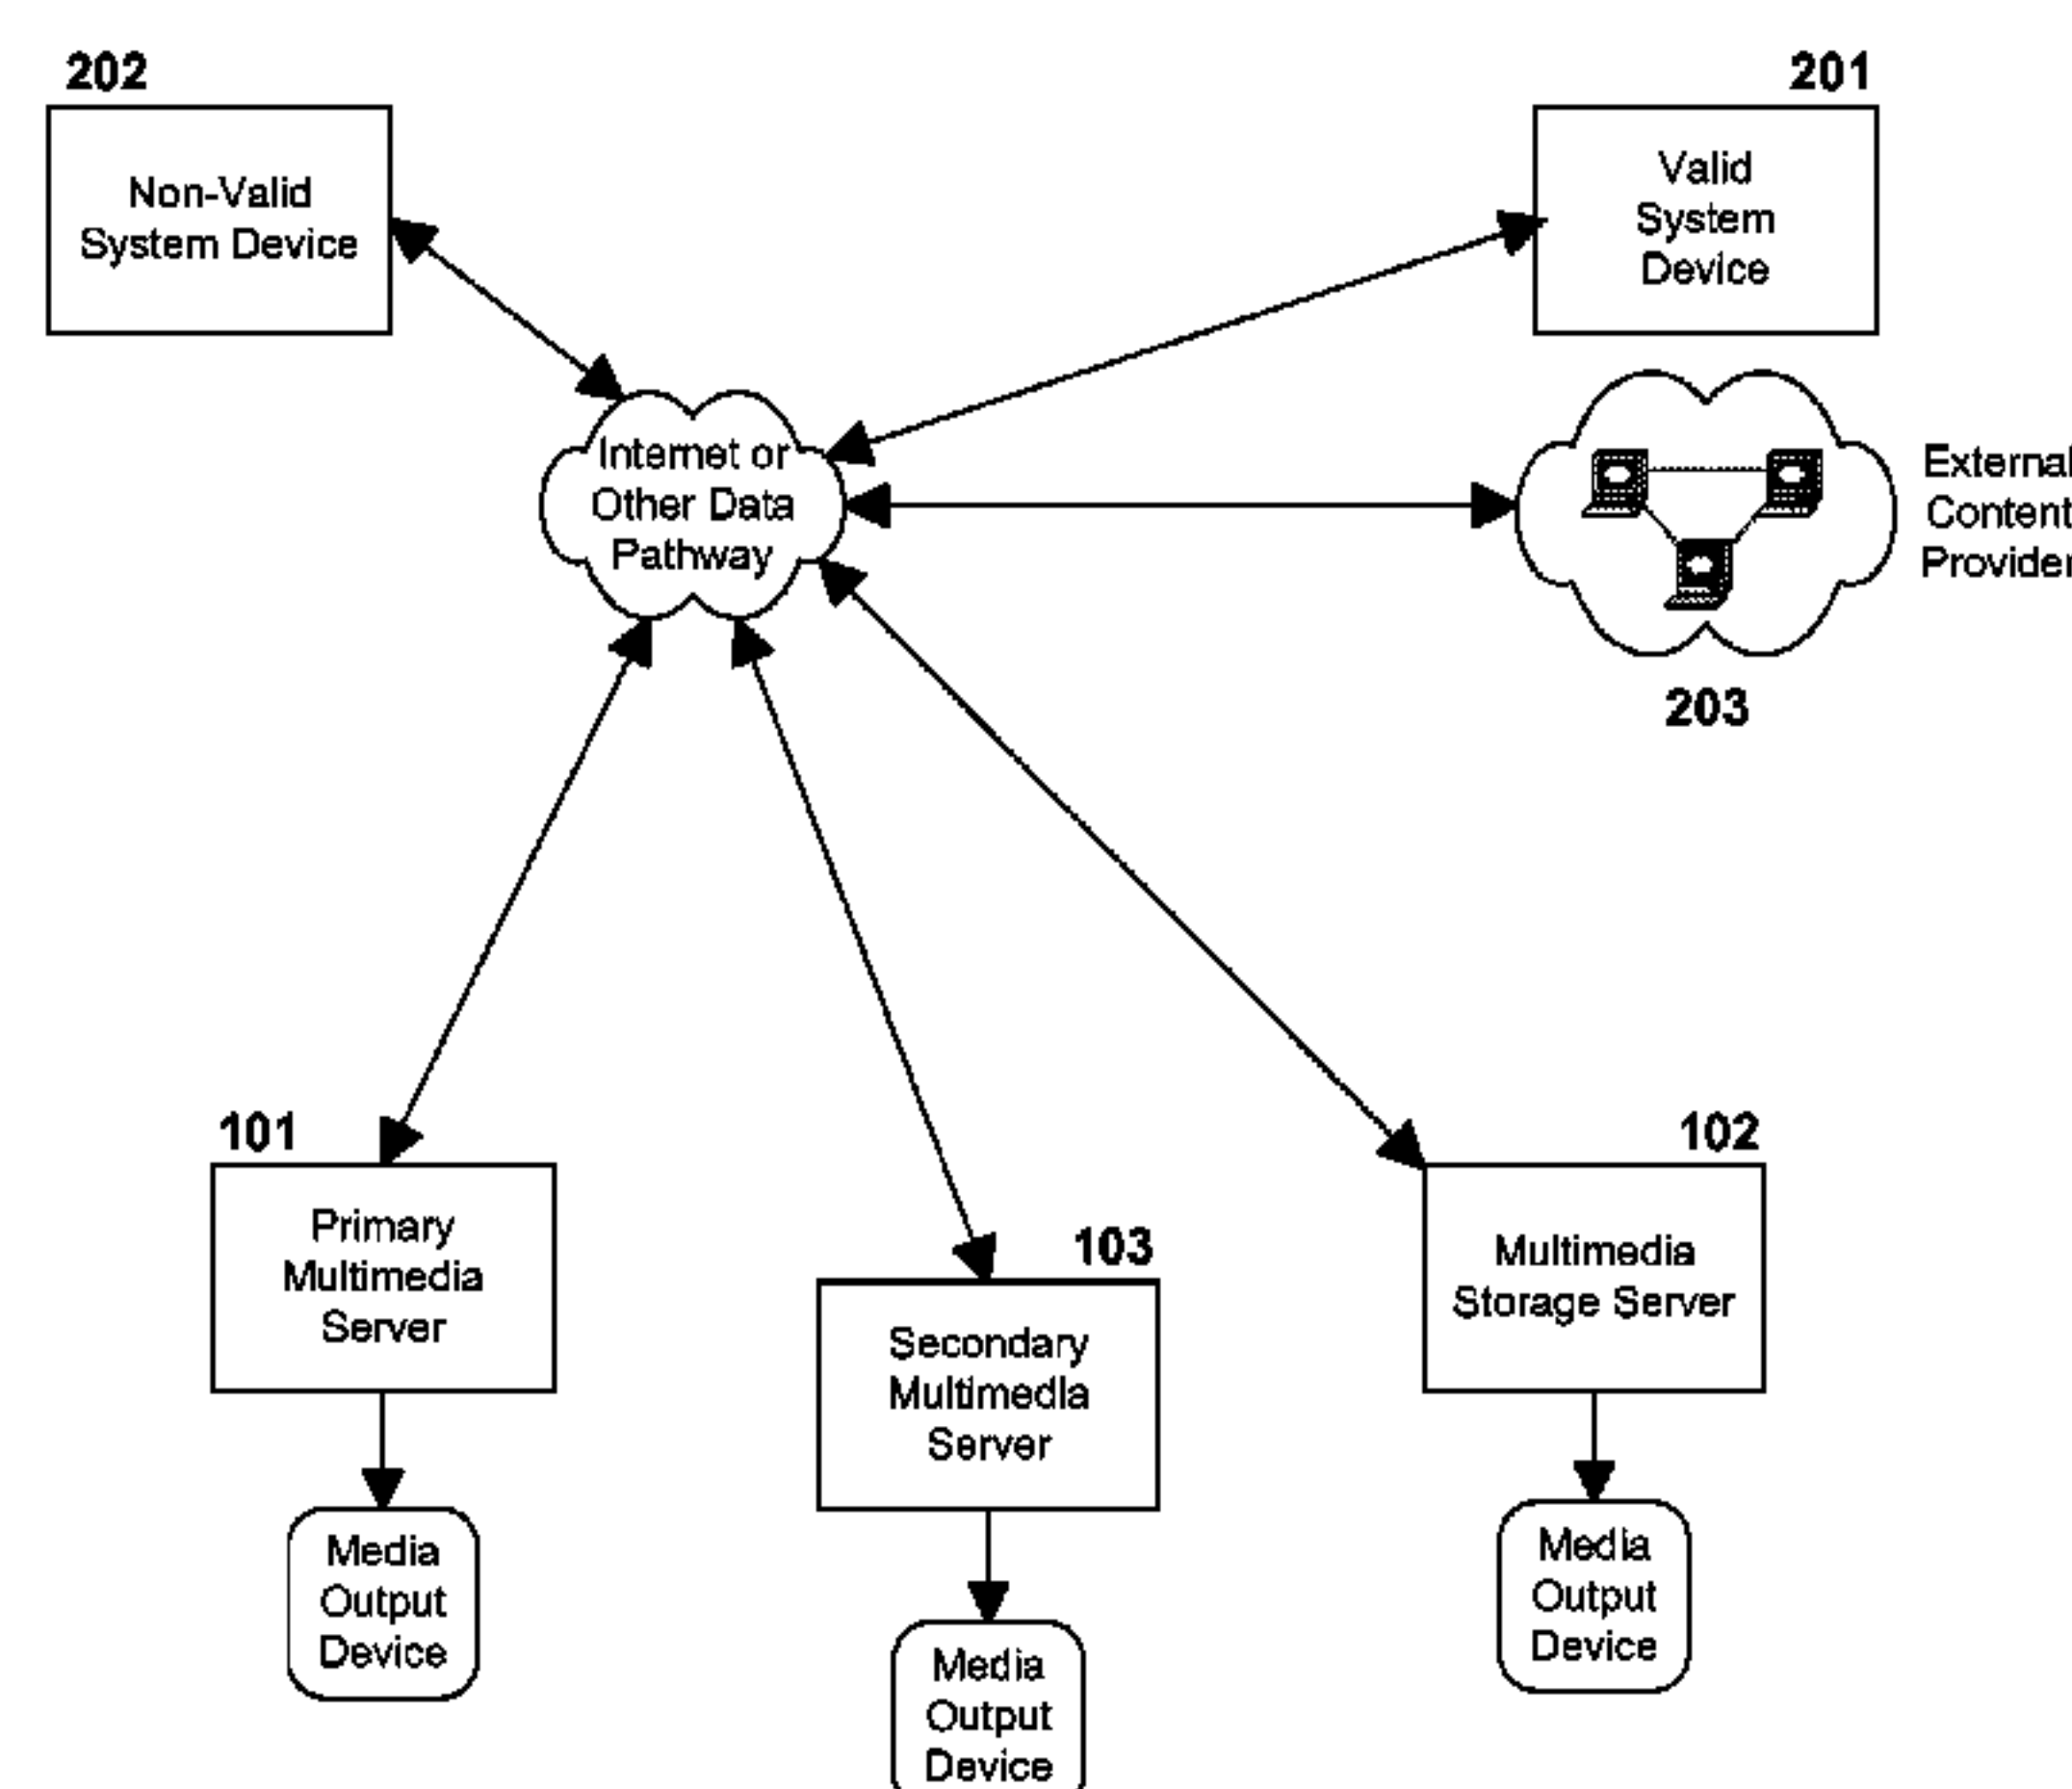 202
Non-Valid
System Device
201
Valid
System
Device
Internet or
Other Data
Pathway
External
Content
Provider
203
101
Primary
Multimedia
Server
103
Secondary
Multimedia
Server
102
Multimedia
Storage Server
Media
Output
Device
Media
Output
Device
Media
Output
Device